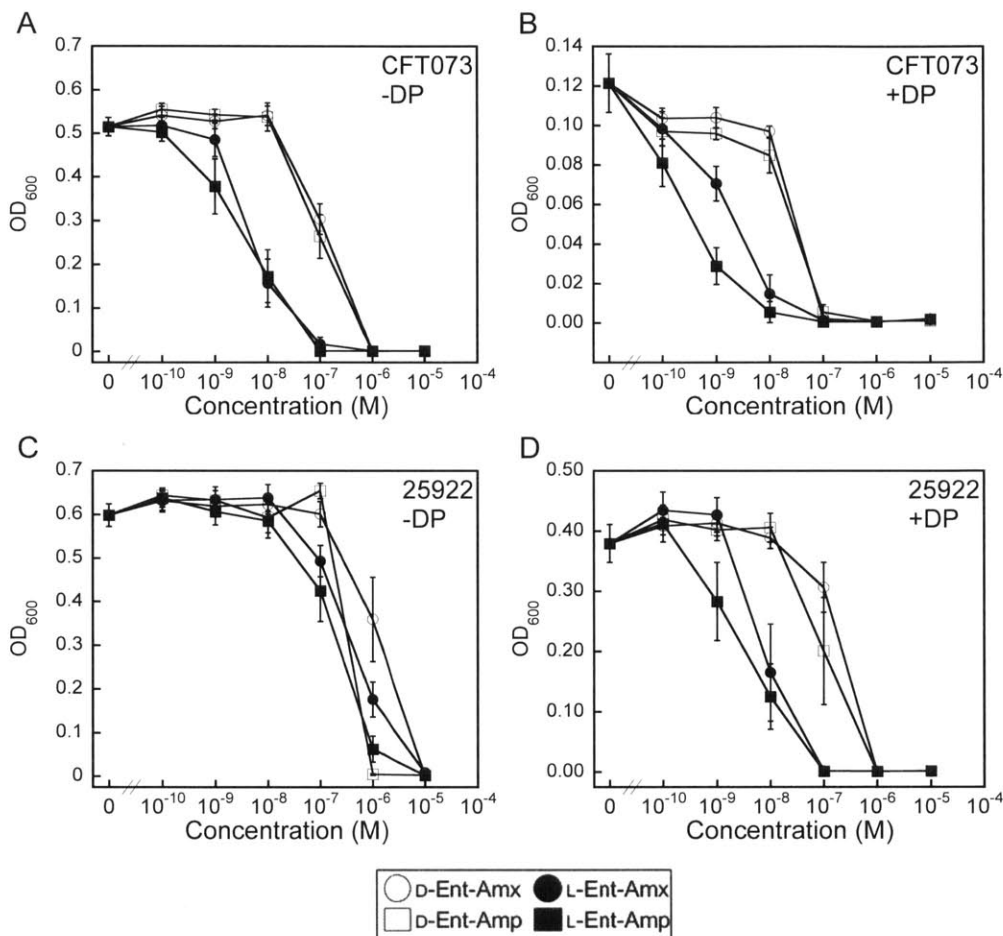 A
CFT073
-DP
0.7
0.6
0.5
0.4
0.3
0.2
0.1
0
OD₆₀₀
0 10⁻¹⁰ 10⁻⁹ 10⁻⁸ 10⁻⁷ 10⁻⁶ 10⁻⁵ 10⁻⁴
Concentration (M)
B
CFT073
+DP
0.14
0.12
0.10
0.08
0.06
0.04
0.02
0.00
OD₆₀₀
0 10⁻¹⁰ 10⁻⁹ 10⁻⁸ 10⁻⁷ 10⁻⁶ 10⁻⁵ 10⁻⁴
Concentration (M)
C
25922
-DP
0.7
0.6
0.5
0.4
0.3
0.2
0.1
0
OD₆₀₀
0 10⁻¹⁰ 10⁻⁹ 10⁻⁸ 10⁻⁷ 10⁻⁶ 10⁻⁵ 10⁻⁴
Concentration (M)
D
25922
+DP
0.50
0.40
0.30
0.20
0.10
0.00
OD₆₀₀
0 10⁻¹⁰ 10⁻⁹ 10⁻⁸ 10⁻⁷ 10⁻⁶ 10⁻⁵ 10⁻⁴
Concentration (M)
D-Ent-Amx L-Ent-Amx
D-Ent-Amp L-Ent-Amp